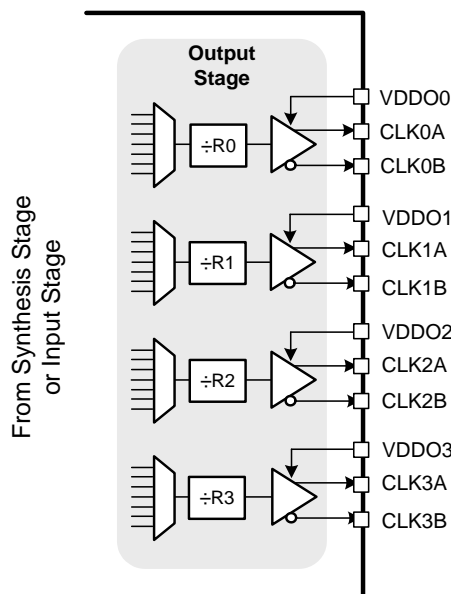 Output
Stage
From Synthesis Stage
or Input Stage
÷R0
VDDO0
CLK0A
CLK0B
÷R1
VDDO1
CLK1A
CLK1B
÷R2
VDDO2
CLK2A
CLK2B
÷R3
VDDO3
CLK3A
CLK3B